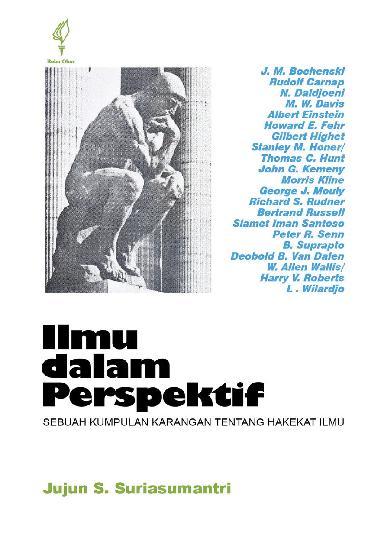 J. M. Bochenski
Rudolf Carnap
N. Daldjoeni
M. W. Davis
Albert Einstein
Howard E. Fehr
Gilbert Highet
Stanley M. Honer/
Thomas C. Hunt
John G. Kemeny
Morris Kline
George J. Mouly
Richard S. Rudner
Bertrand Russell
Slamet Iman Santoso
Peter R. Senn
B. Suprapto
Deobold B. Van Dalen
W. Allen Wallis/
Harry V. Roberts
L . Wilardjo
Ilmu
dalam
Perspektif
SEBUAH KUMPULAN KARANGAN TENTANG HAKEKAT ILMU
Jujun S. Suriasumantri